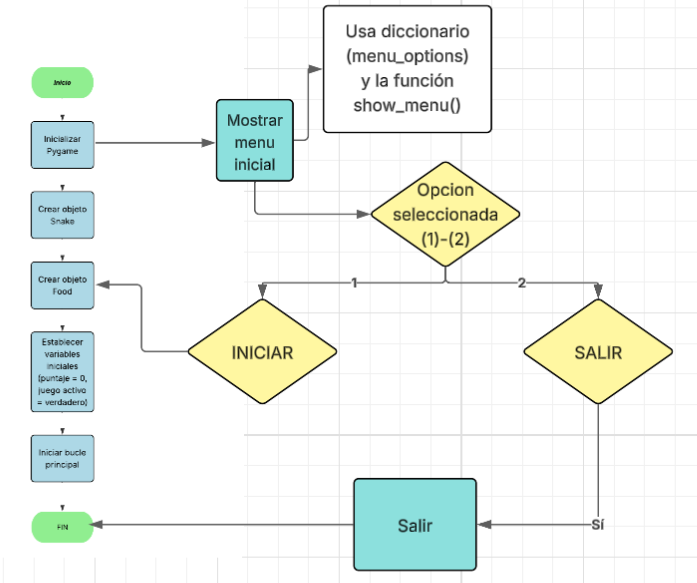 Inicio
Inicializar
Pygame
Crear objeto
Snake
Crear objeto
Food
Establecer
variables
iniciales
(puntaje = 0,
juego activo
= verdadero)
Iniciar bucle
principal
FIN
Mostrar
menu
inicial
Usa diccionario
(menu_options)
y la función
show_menu()
Opcion
seleccionada
(1)-(2)
1
2
INICIAR
SALIR
Sí
Salir